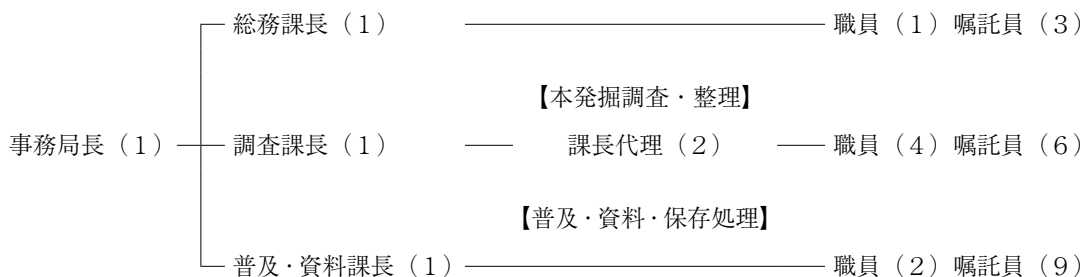 総務課長（１） 職員（１）嘱託員（３）
【本発掘調査・整理】
事務局長（１） 調査課長（１） 課長代理（２） 職員（４）嘱託員（６）
【普及・資料・保存処理】
普及・資料課長（１） 職員（２）嘱託員（９）